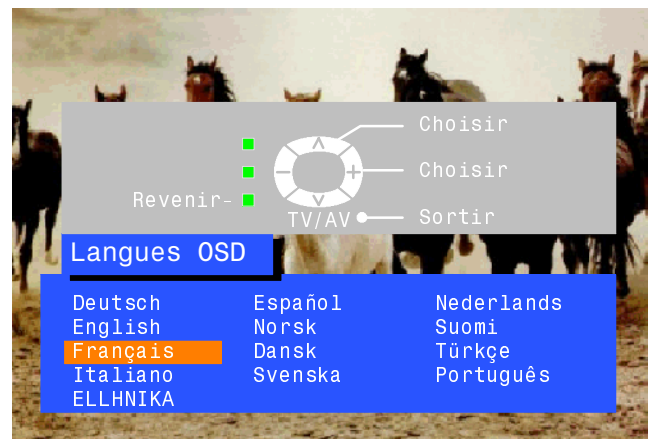 Choisir
Choisir
Revenir-
TV/AV
Sortir
Langues OSD
Deutsch Español Nederlands
English Norsk Suomi
Français Dansk Türkçe
Italiano Svenska Português
ELLHNIKA